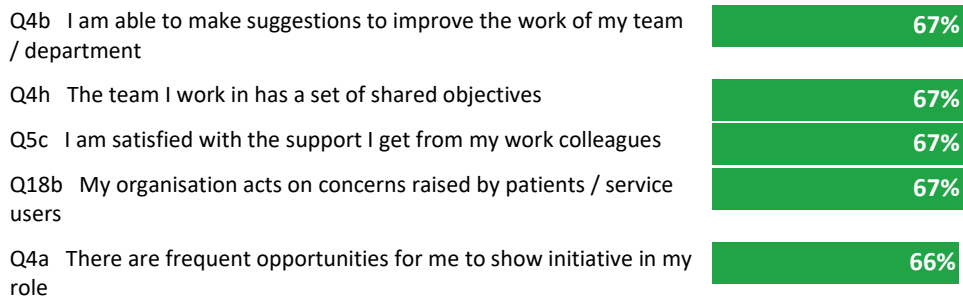 Q4b I am able to make suggestions to improve the work of my team 67%
/ department
Q4h The team I work in has a set of shared objectives 67%
Q5c I am satisfied with the support I get from my work colleagues 67%
Q18b My organisation acts on concerns raised by patients / service 67%
users
Q4a There are frequent opportunities for me to show initiative in my 66%
role